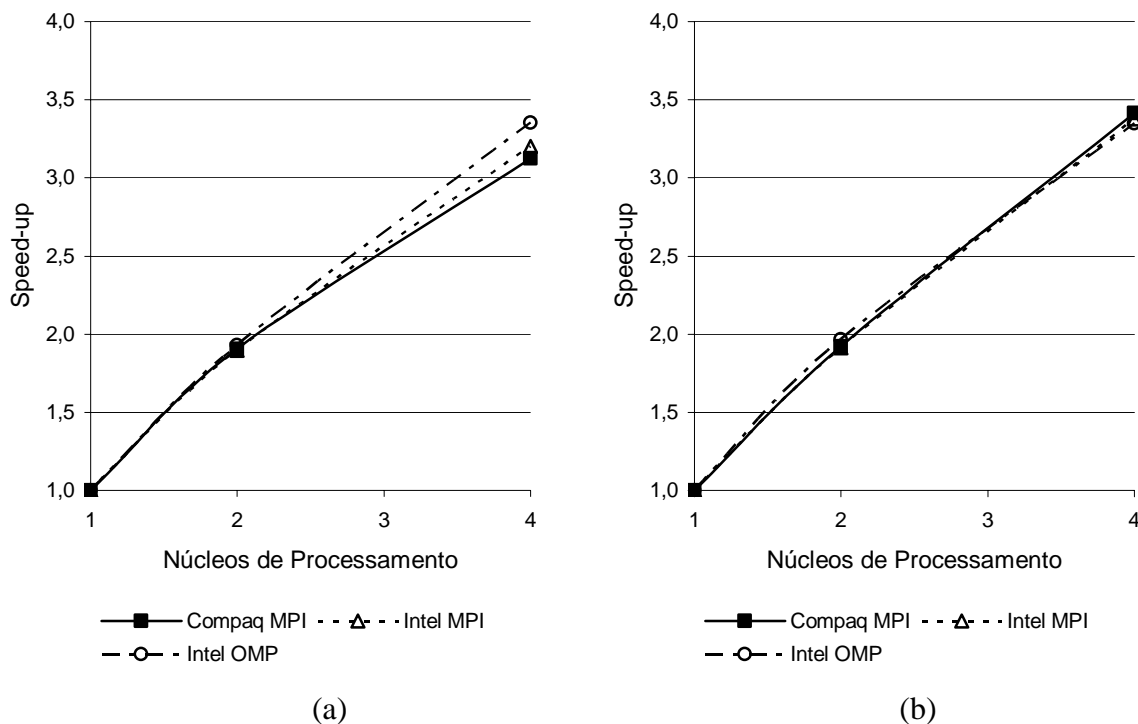 4,0
3,5
3,0
2,5
2,0
1,5
1,0
Speed-up
1 2 3 4
Núcleos de Processamento
Compaq MPI Intel MPI
Intel OMP
(a)
4,0
3,5
3,0
2,5
2,0
1,5
1,0
Speed-up
1 2 3 4
Núcleos de Processamento
Compaq MPI Intel MPI
Intel OMP
(b)